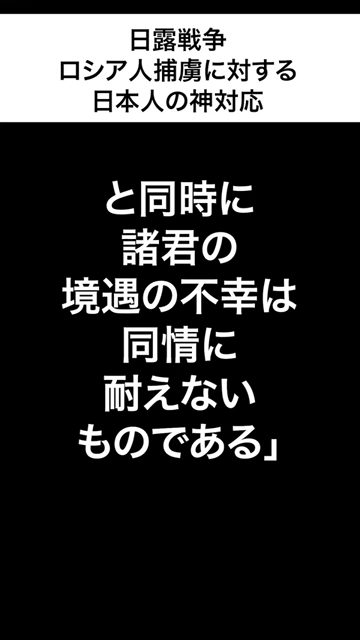 日露戦争
ロシア人捕虜に対する
日本人の神対応
と同時に
諸君の
境遇の不幸は
同情に
耐えない
ものである」